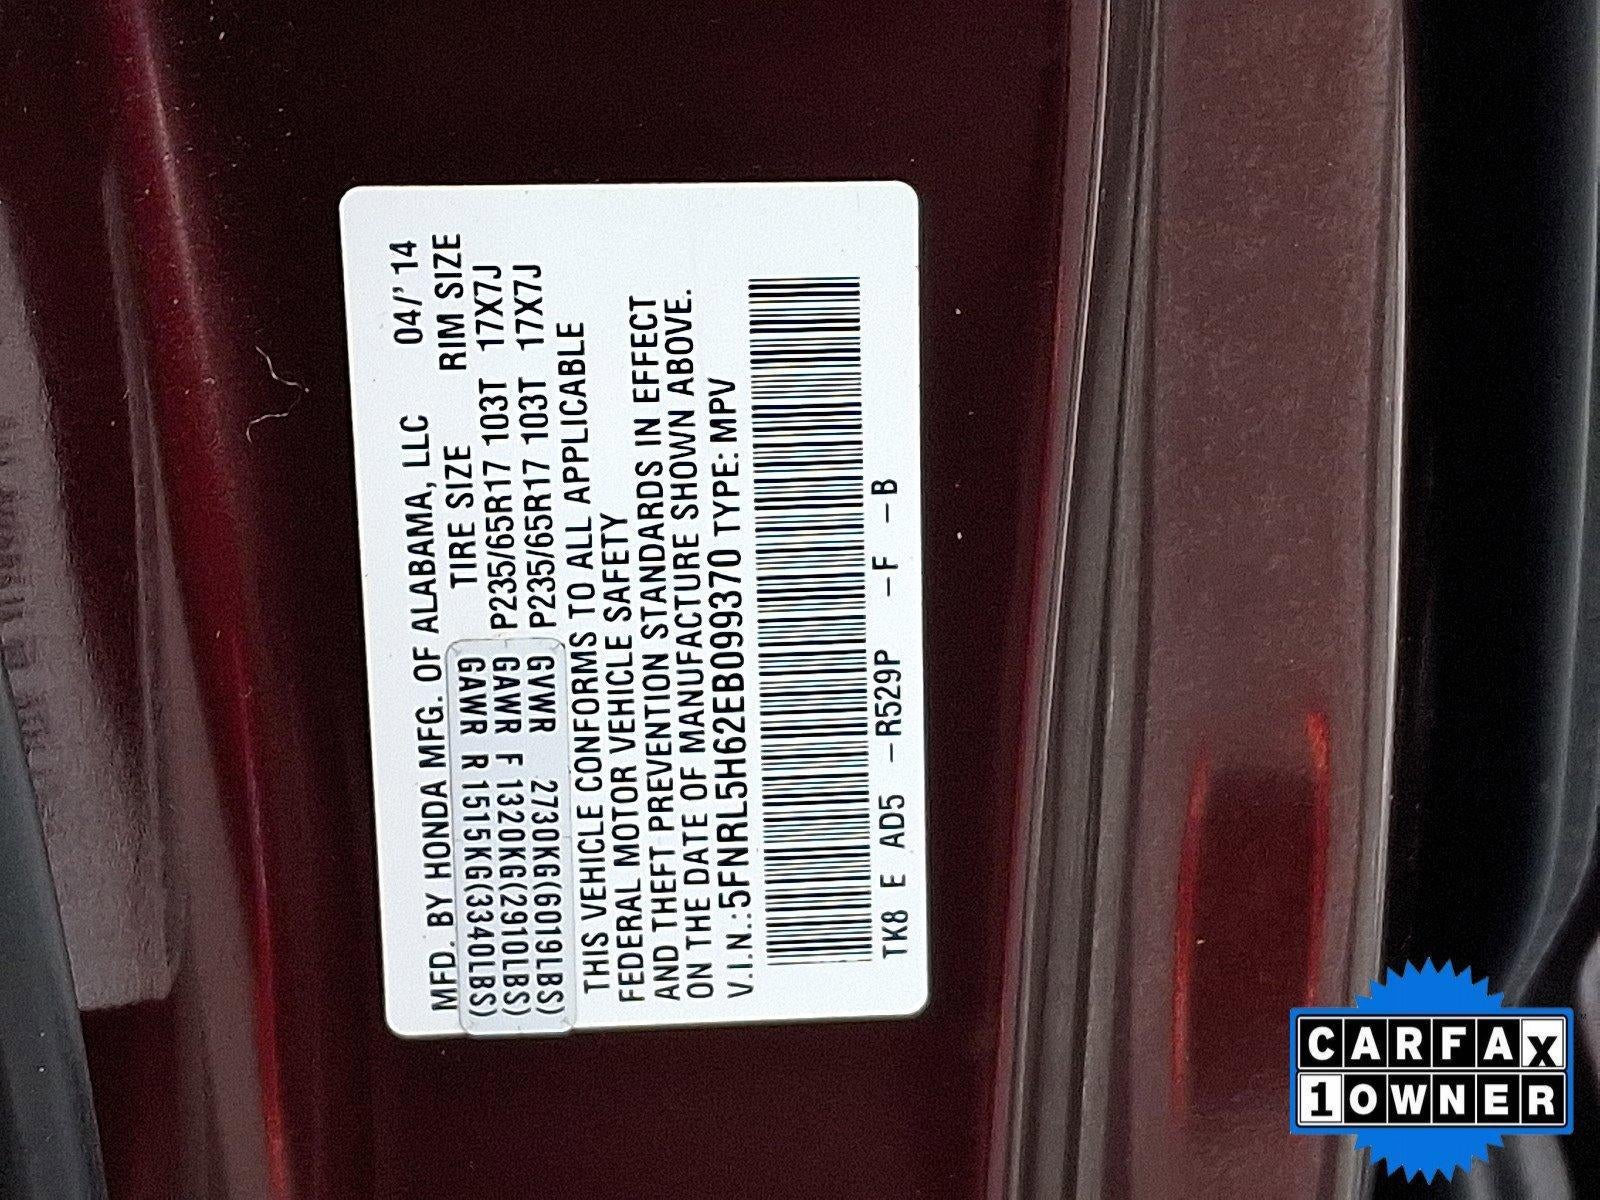 MFD. BY HONDA MFG. OF ALABAMA, LLC 04/'14
TIRE SIZE RIM SIZE
GAWR R 1515KG(3340LBS) P235/65R17 103T 17X7J
GAWR F 1320KG(2910LBS) P235/65R17 103T 17X7J
GVWR 2730KG(6019LBS)
THIS VEHICLE CONFORMS TO ALL APPLICABLE
FEDERAL MOTOR VEHICLE SAFETY
AND THEFT PREVENTION STANDARDS IN EFFECT
ON THE DATE OF MANUFACTURE SHOWN ABOVE.
V.I.N.: 5FNRL5H62EB099370 TYPE: MPV
TK8 E AD5 -R529P -F -B
CARFAX
1 OWNER